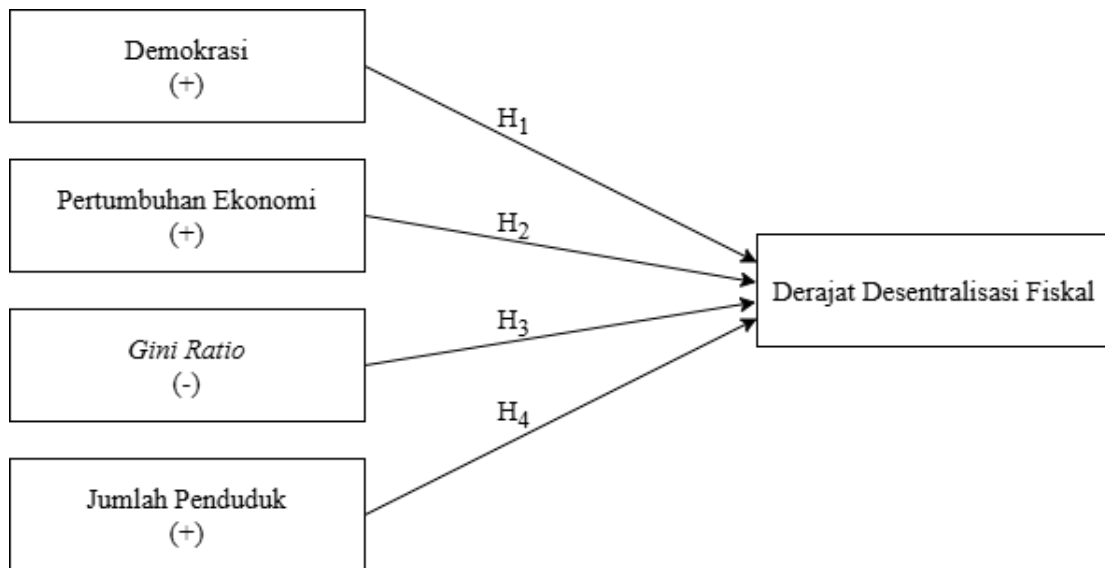 Demokrasi
(+)
H1
Pertumbuhan Ekonomi
(+)
H2
Derajat Desentralisasi Fiskal
Gini Ratio
(-)
H3
H4
Jumlah Penduduk
(+)